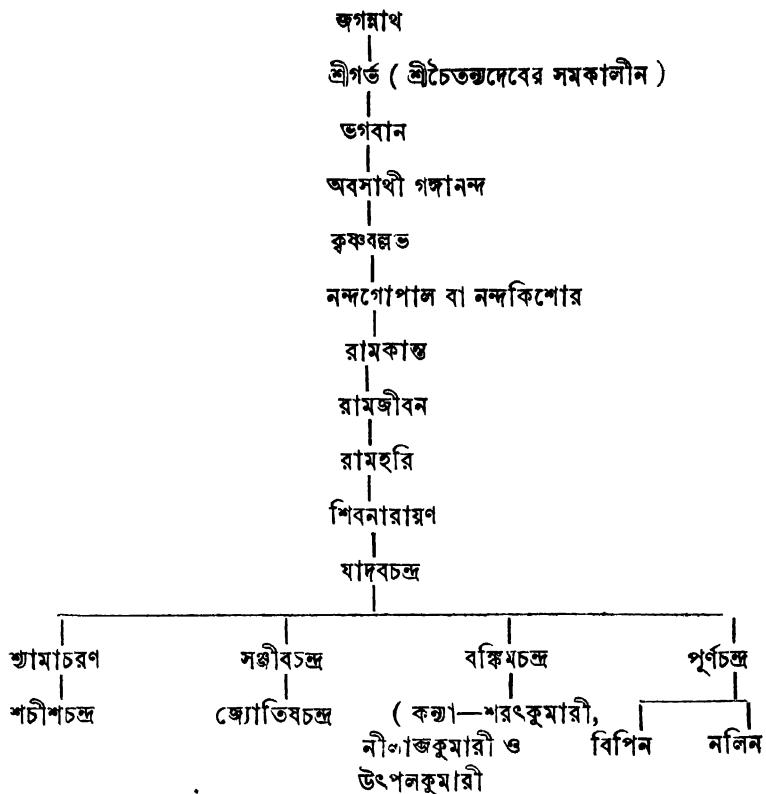 জগন্নাথ
শ্রীগর্ভ ( শ্রীচৈতন্যদেবের সমকালীন )
ভগবান
অবসাথী গঙ্গানন্দ
কৃষ্ণবল্লভ
নন্দগোপাল বা নন্দকিশোর
রামকান্ত
রামজীবন
রামহরি
শিবনারায়ণ
যাদবচন্দ্র
শ্যামাচরণ সঞ্জীবচন্দ্র বঙ্কিমচন্দ্র পূর্ণচন্দ্র
শচীশচন্দ্র জ্যোতিষচন্দ্র ( কন্যা—শরৎকুমারী,
নীলাব্জকুমারী ও বিপিন নলিন
উৎপলকুমারী